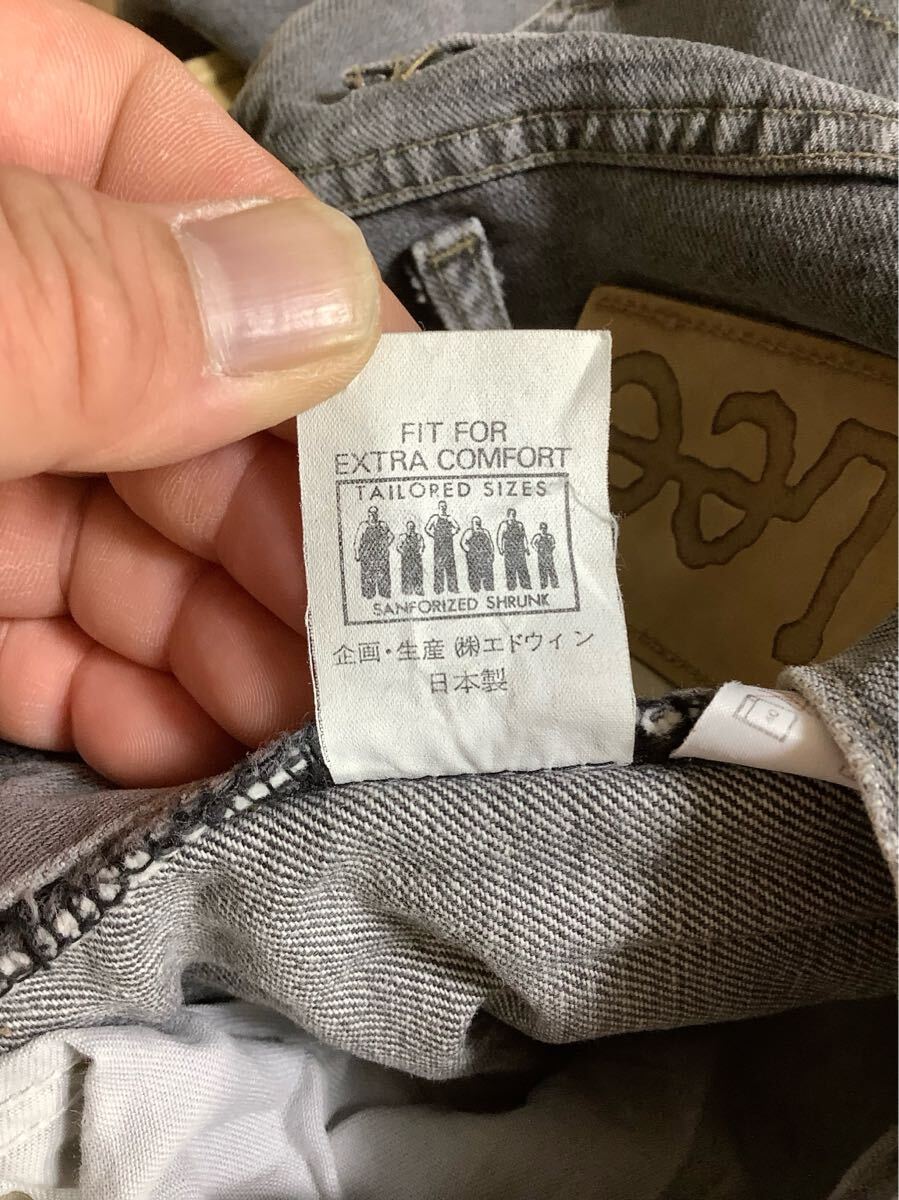 FIT FOR
EXTRA COMFORT
TAILORED SIZES
SANFORIZED SHRUNK
企画・生産 ㈱エドウイン
日本製
Lee